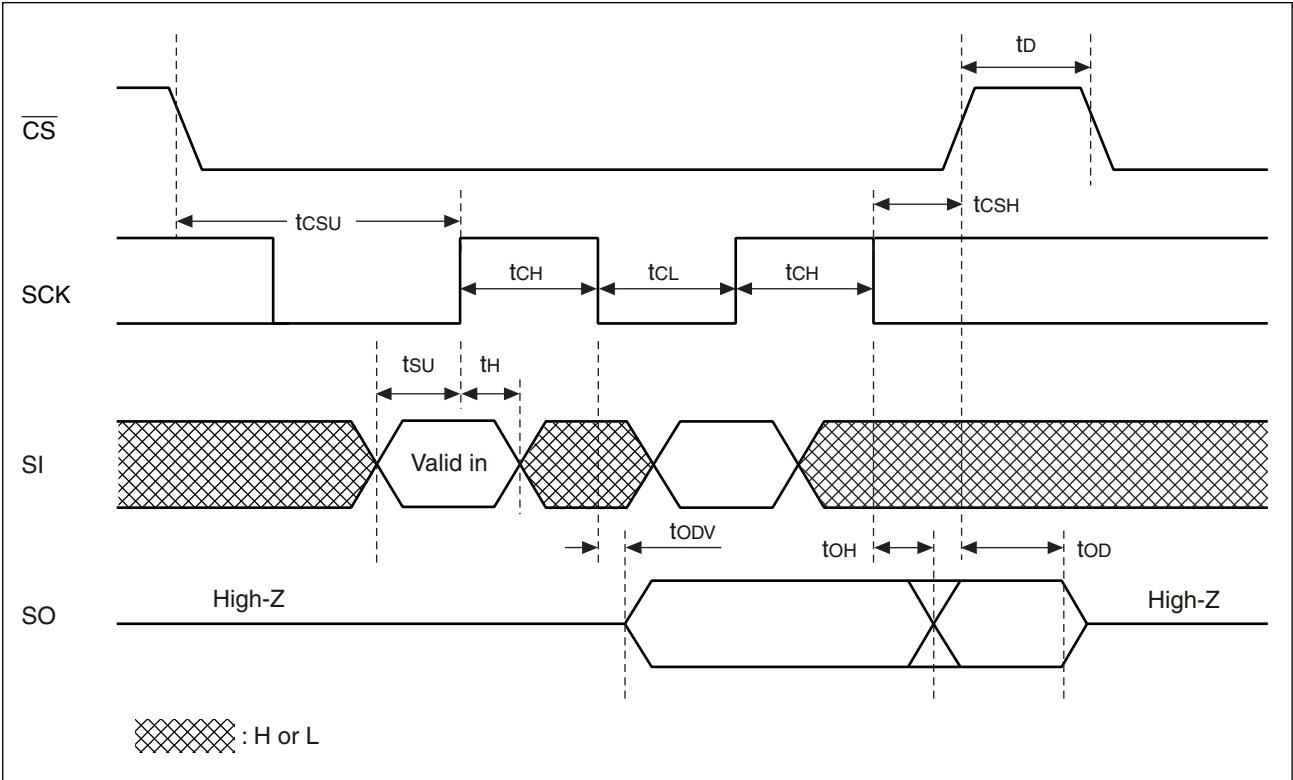 tD
CS
tCSU
tCSH
SCK
tCH
tCL
tCH
tSU
tH
SI
Valid in
tODV
tOH
tOD
SO
High-Z
High-Z
: H or L